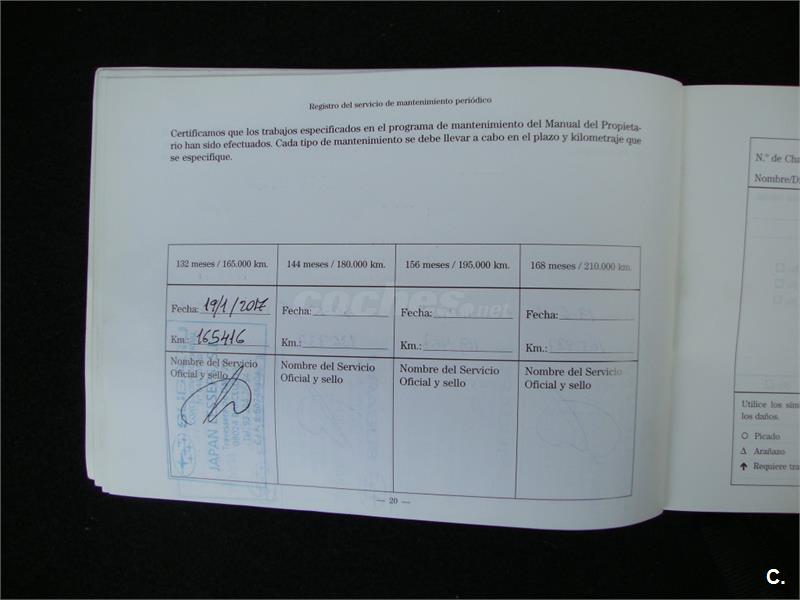 Registro del servicio de mantenimiento periódico
Certificamos que los trabajos especificados en el programa de mantenimiento del Manual del Propieta-
rio han sido efectuados. Cada tipo de mantenimiento se debe llevar a cabo en el plazo y kilometraje que
se especifique.
132 meses / 165.000 km. 144 meses / 180.000 km. 156 meses / 195.000 km. 168 meses / 210.000 km.
Fecha: 19/1/2017 Fecha: Fecha: Fecha:
Km.: 165416 Km.: Km.: Km.:
Nombre del Servicio Nombre del Servicio Nombre del Servicio Nombre del Servicio
Oficial y sello Oficial y sello Oficial y sello Oficial y sello
JAPAN
— 20 —
coches.net
N.º de Cha
Nombre/Di
Utilice los sim
los daños.
O Picado
Δ Arañazo
↑ Requiere tra
C.